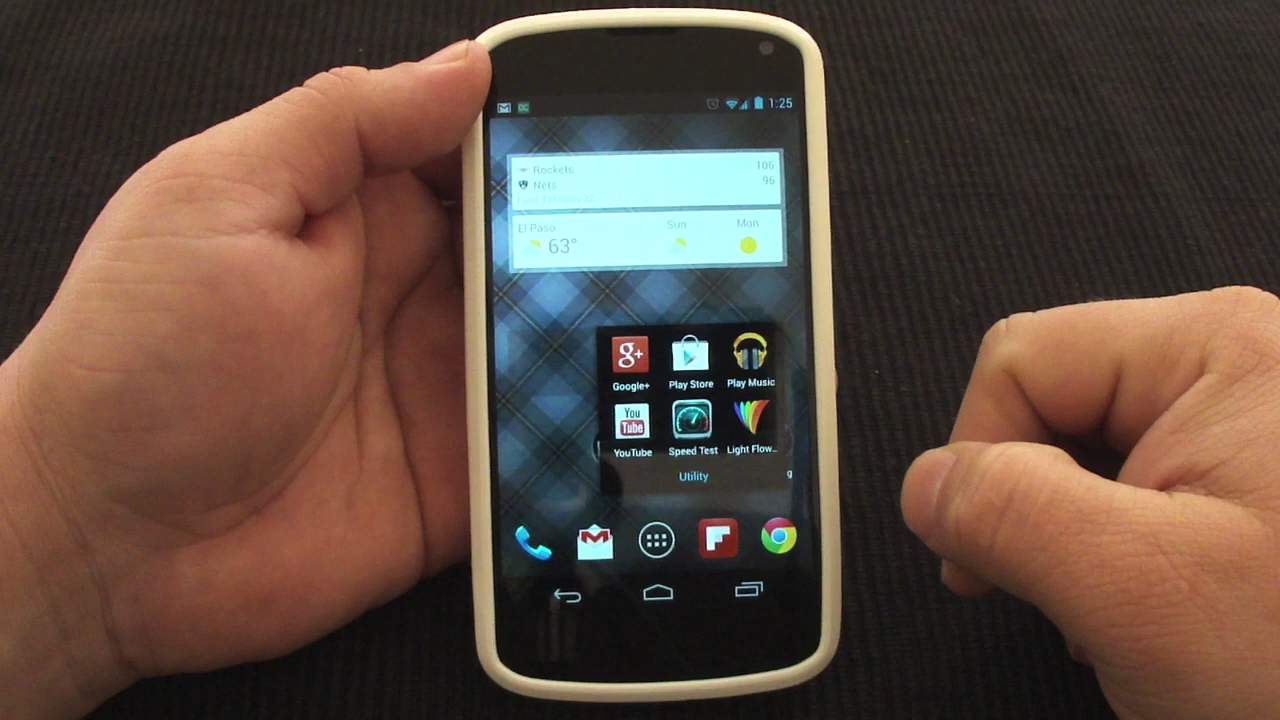 1:25
Rockets 106
Nets 96
El Paso
63° Sun Mon
g+
Google+ Play Store Play Music
You
Tube
YouTube Speed Test Light Flow...
Utility